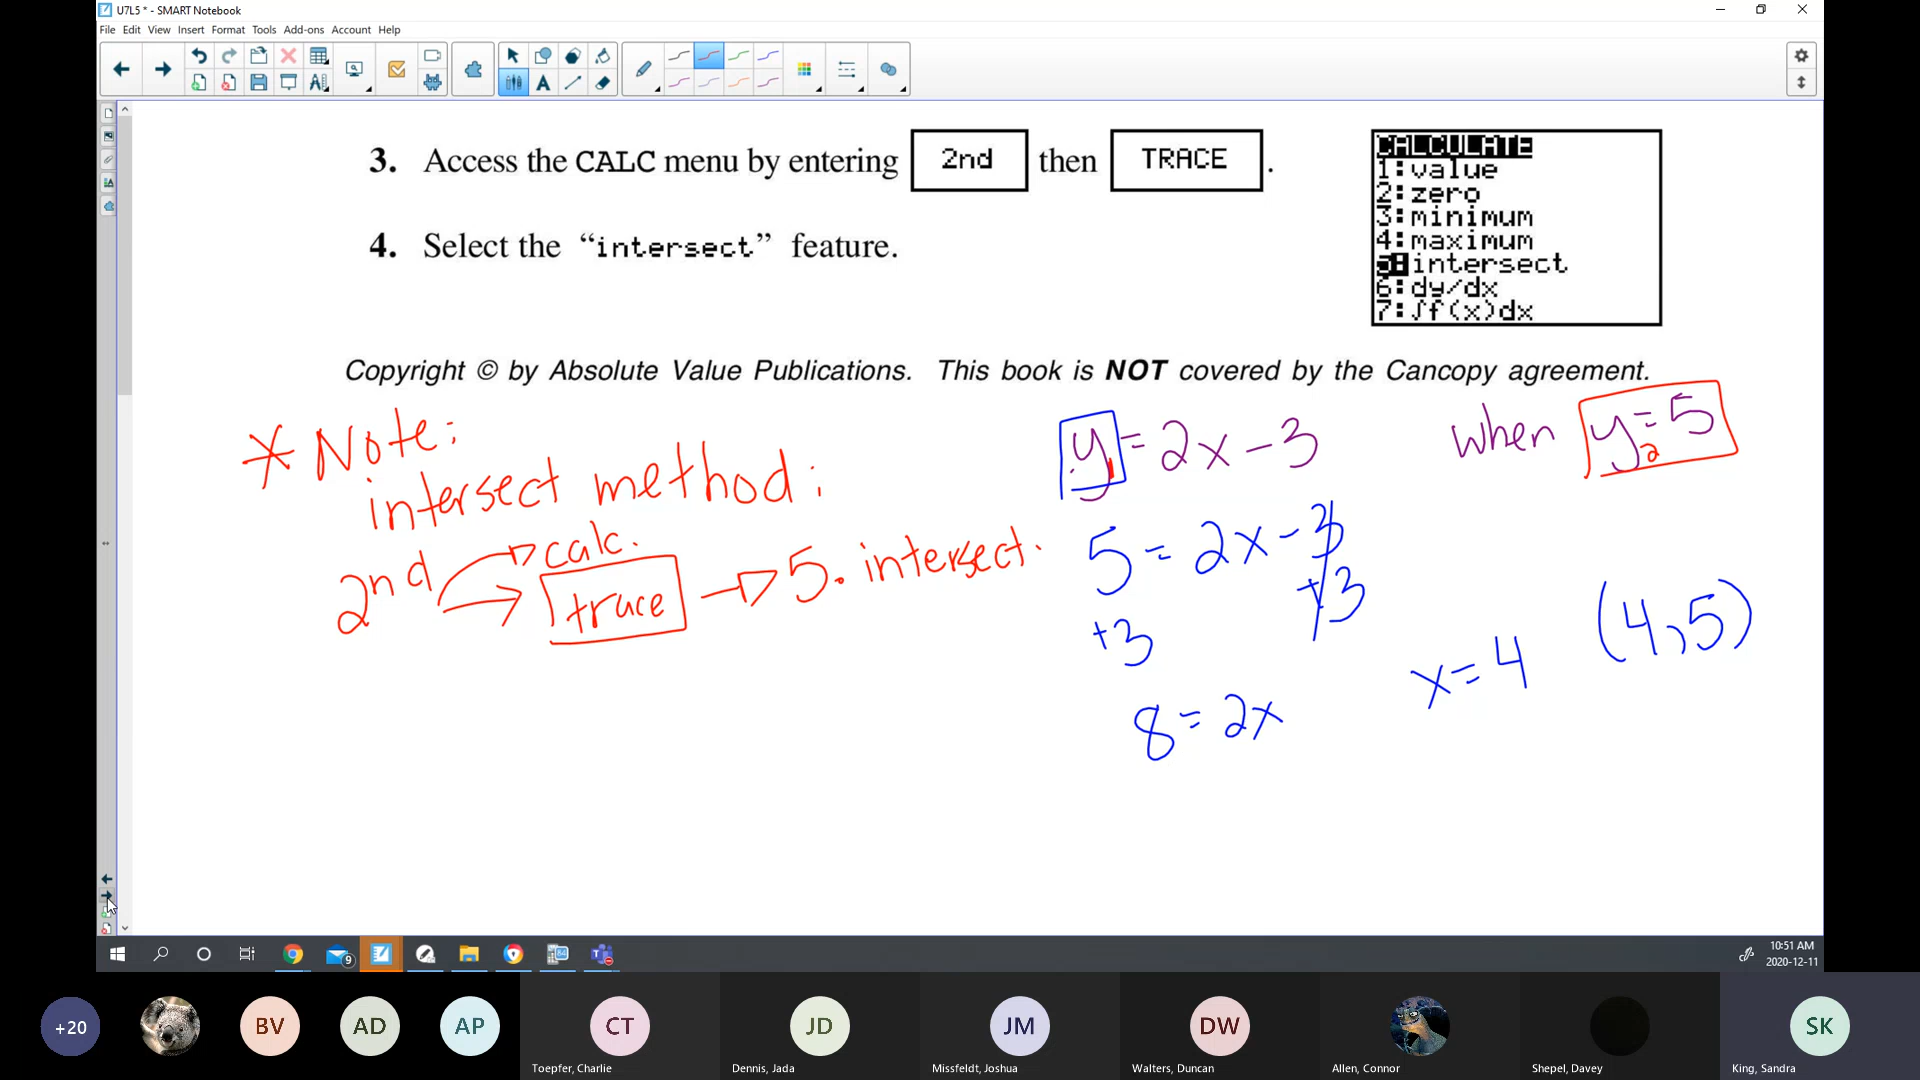 U7L5 * - SMART Notebook
File Edit View Insert Format Tools Add-ons Account Help
3. Access the CALC menu by entering 2nd then TRACE .
4. Select the “intersect” feature.
CALCULATE
1:value
2:zero
3:minimum
4:maximum
5:intersect
6:dy/dx
7:∫f(x)dx
Copyright © by Absolute Value Publications. This book is NOT covered by the Cancopy agreement.
* Note:
intersect method:
2nd calc. trace 5. intersect.
y₁ = 2x - 3 when y₂ = 5
5 = 2x - 3
+3 +3
8 = 2x
x = 4 (4,5)
9
10:51 AM
2020-12-11
+20 BV AD AP CT JD JM DW SK
Toepfer, Charlie Dennis, Jada Missfeldt, Joshua Walters, Duncan Allen, Connor Shepel, Davey King, Sandra